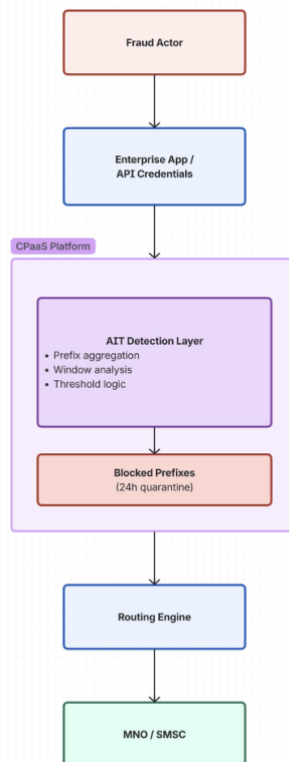 Fraud Actor
Enterprise App /
API Credentials
CPaaS Platform
AIT Detection Layer
• Prefix aggregation
• Window analysis
• Threshold logic
Blocked Prefixes
(24h quarantine)
Routing Engine
MNO / SMSC